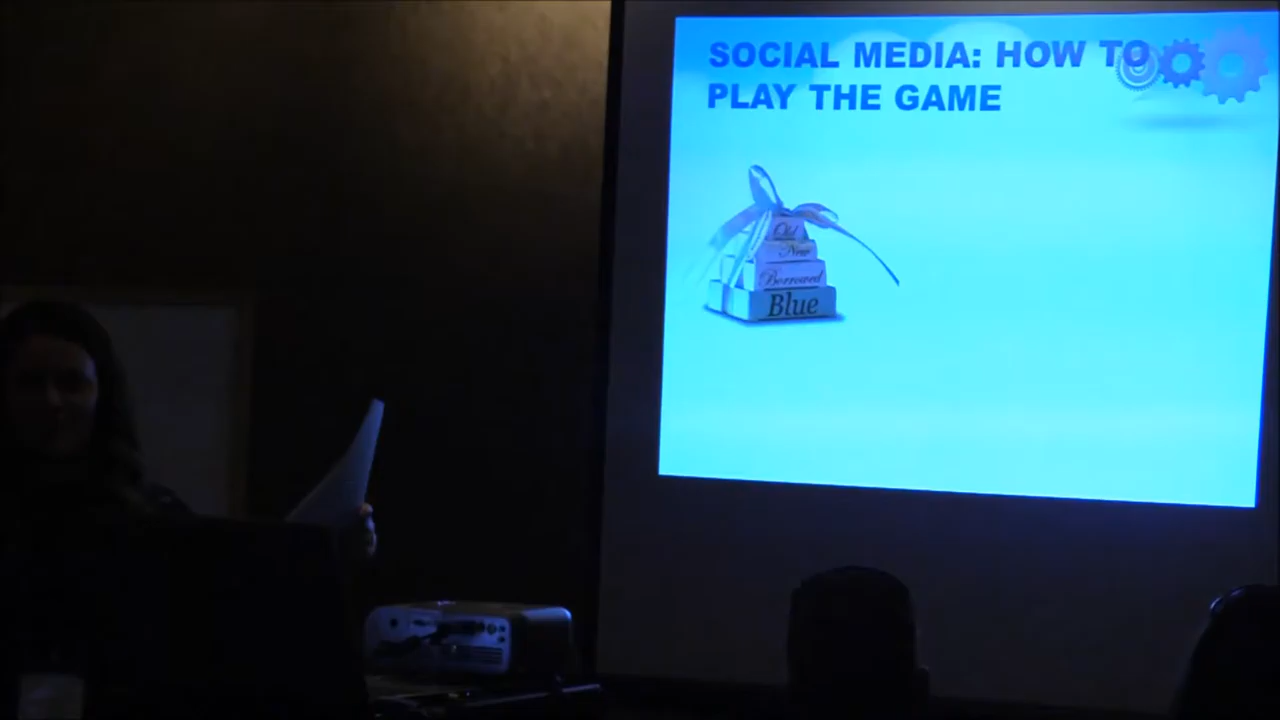 SOCIAL MEDIA: HOW TO
PLAY THE GAME
Old
New
Borrowed
Blue